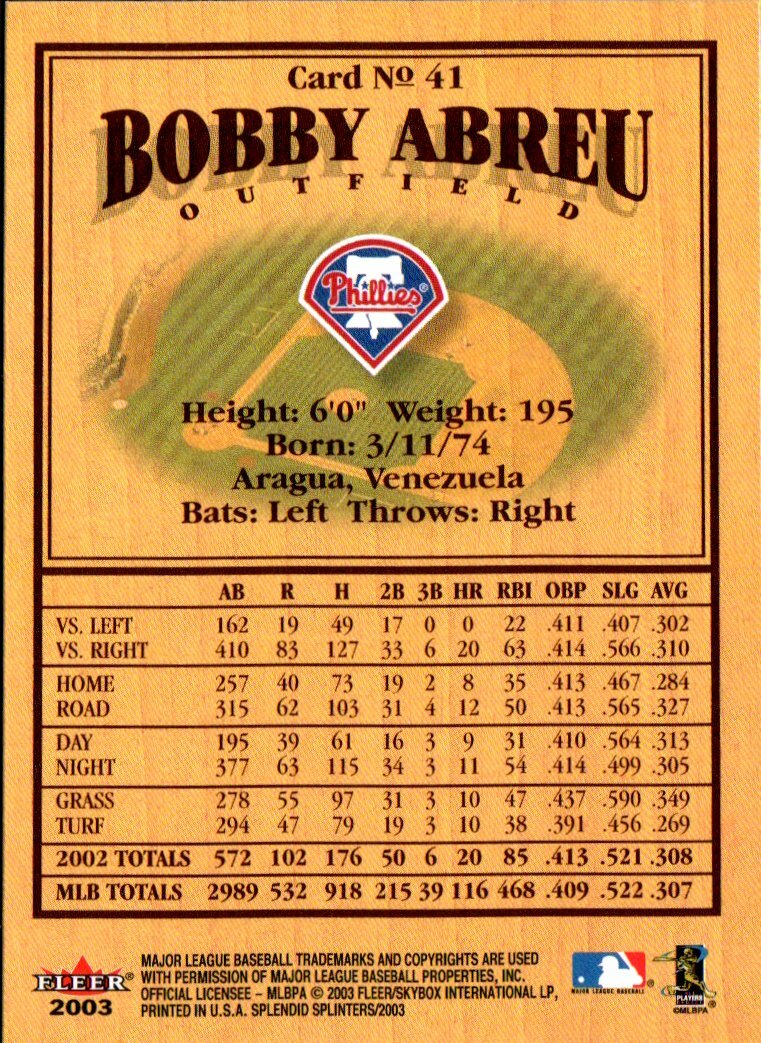 Card Nº 41
BOBBY ABREU
OUTFIELD
Phillies®
Height: 6'0" Weight: 195
Born: 3/11/74
Aragua, Venezuela
Bats: Left Throws: Right
AB R H 2B 3B HR RBI OBP SLG AVG
VS. LEFT 162 19 49 17 0 0 22 .411 .407 .302
VS. RIGHT 410 83 127 33 6 20 63 .414 .566 .310
HOME 257 40 73 19 2 8 35 .413 .467 .284
ROAD 315 62 103 31 4 12 50 .413 .565 .327
DAY 195 39 61 16 3 9 31 .410 .564 .313
NIGHT 377 63 115 34 3 11 54 .414 .499 .305
GRASS 278 55 97 31 3 10 47 .437 .590 .349
TURF 294 47 79 19 3 10 38 .391 .456 .269
2002 TOTALS 572 102 176 50 6 20 85 .413 .521 .308
MLB TOTALS 2989 532 918 215 39 116 468 .409 .522 .307
FLEER®
2003
MAJOR LEAGUE BASEBALL TRADEMARKS AND COPYRIGHTS ARE USED
WITH PERMISSION OF MAJOR LEAGUE BASEBALL PROPERTIES, INC.
OFFICIAL LICENSEE – MLBPA © 2003 FLEER/SKYBOX INTERNATIONAL LP,
PRINTED IN U.S.A. SPLENDID SPLINTERS/2003
MAJOR LEAGUE BASEBALL
PLAYERS
©MLBPA